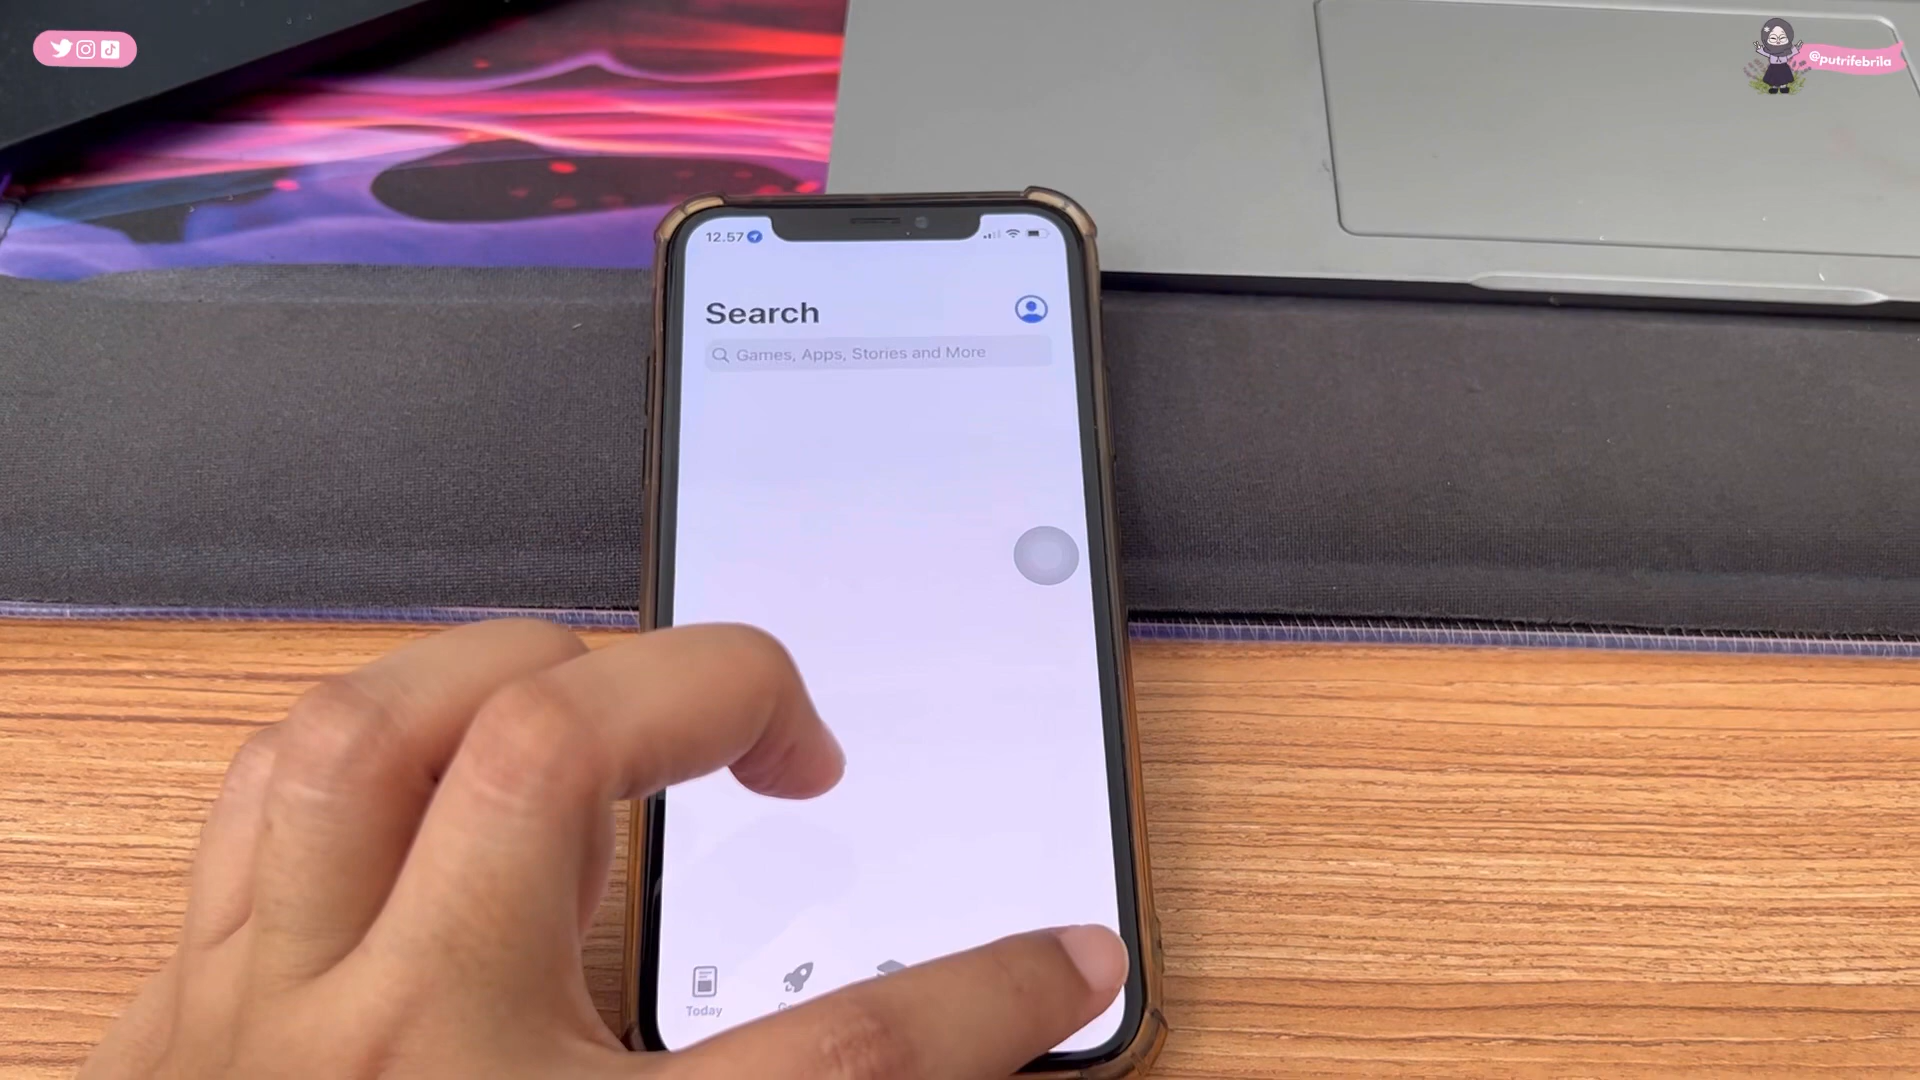 @putrifebrila
12.57
Search
Games, Apps, Stories and More
Today